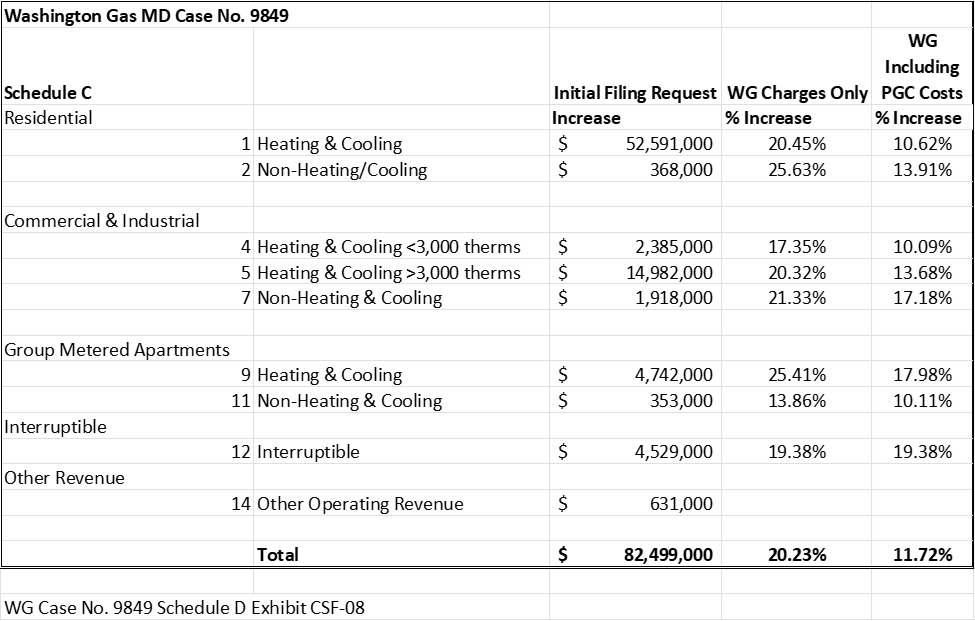 Washington Gas MD Case No. 9849
WG
Including
Schedule C Initial Filing Request WG Charges Only PGC Costs
Residential Increase % Increase % Increase
1 Heating & Cooling $ 52,591,000 20.45% 10.62%
2 Non-Heating/Cooling $ 368,000 25.63% 13.91%
Commercial & Industrial
4 Heating & Cooling <3,000 therms $ 2,385,000 17.35% 10.09%
5 Heating & Cooling >3,000 therms $ 14,982,000 20.32% 13.68%
7 Non-Heating & Cooling $ 1,918,000 21.33% 17.18%
Group Metered Apartments
9 Heating & Cooling $ 4,742,000 25.41% 17.98%
11 Non-Heating & Cooling $ 353,000 13.86% 10.11%
Interruptible
12 Interruptible $ 4,529,000 19.38% 19.38%
Other Revenue
14 Other Operating Revenue $ 631,000
Total $ 82,499,000 20.23% 11.72%
WG Case No. 9849 Schedule D Exhibit CSF-08